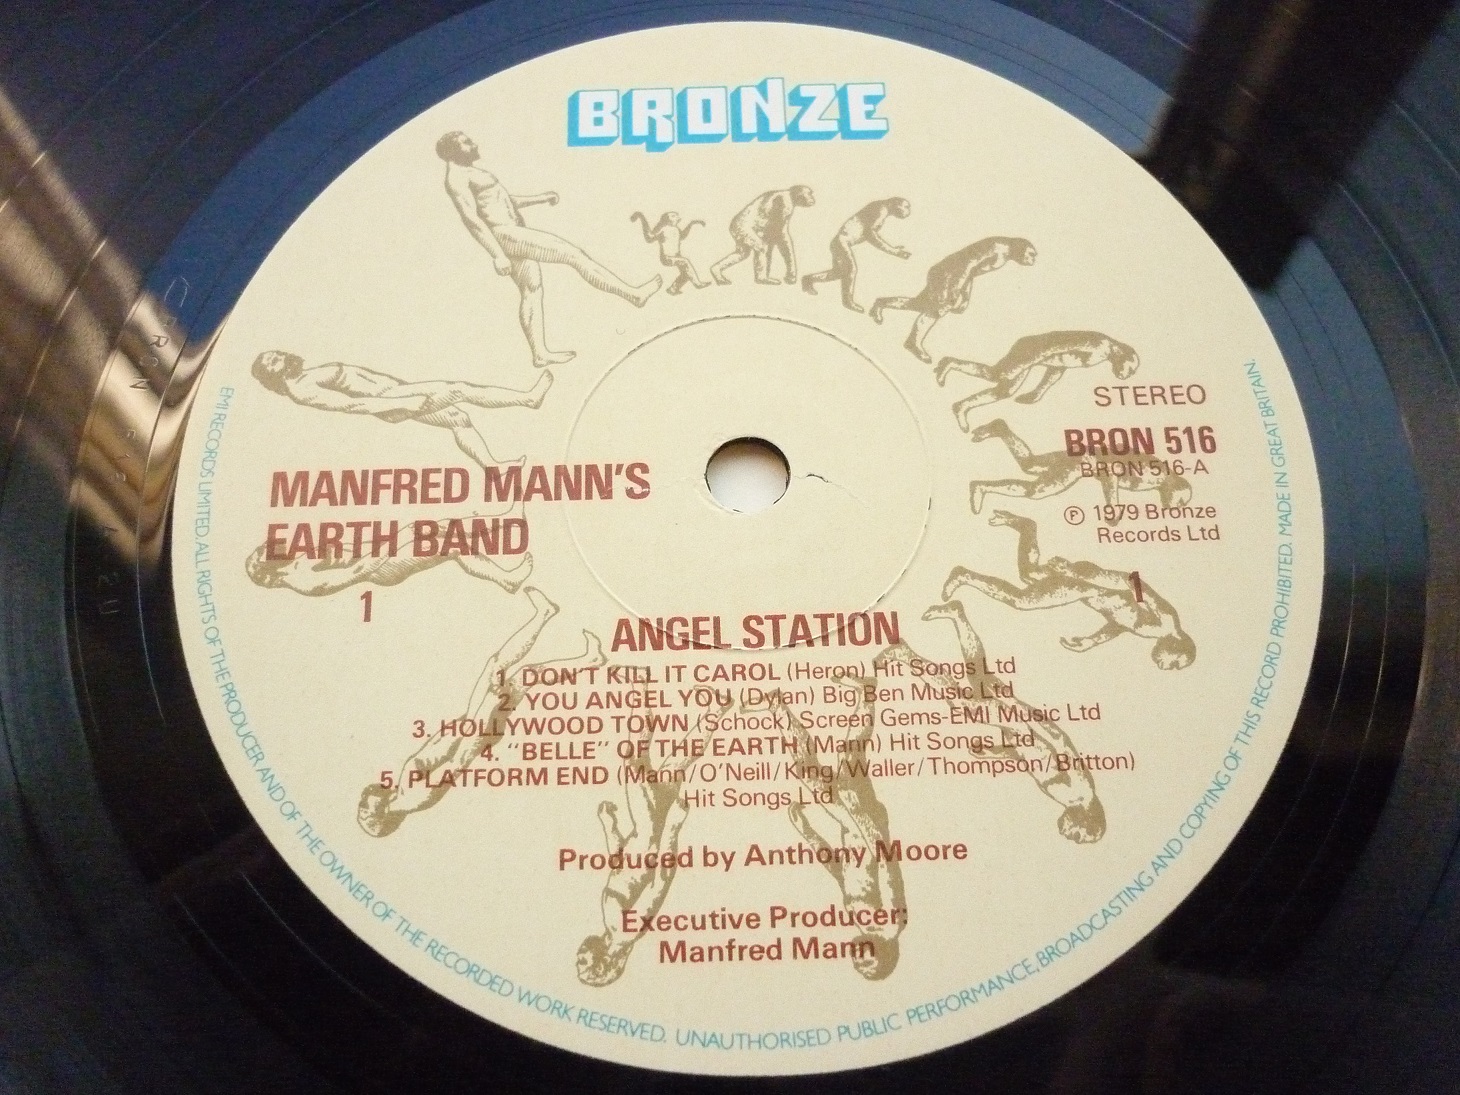 BRONZE
STEREO
BRON 516
BRON 516-A
Ⓟ 1979 Bronze
Records Ltd
1
MANFRED MANN'S
EARTH BAND
1
ANGEL STATION
1. DON'T KILL IT CAROL (Heron) Hit Songs Ltd
2. YOU ANGEL YOU (Dylan) Big Ben Music Ltd
3. HOLLYWOOD TOWN (Schock) Screen Gems-EMI Music Ltd
4. “BELLE” OF THE EARTH (Mann) Hit Songs Ltd
5. PLATFORM END (Mann/O'Neill/King/Waller/Thompson/Britton)
Hit Songs Ltd
Produced by Anthony Moore
Executive Producer:
Manfred Mann
EMI RECORDS LIMITED. ALL RIGHTS OF THE PRODUCER AND OF THE OWNER OF THE RECORDED WORK RESERVED. UNAUTHORISED PUBLIC PERFORMANCE, BROADCASTING AND COPYING OF THIS RECORD PROHIBITED. MADE IN GREAT BRITAIN.